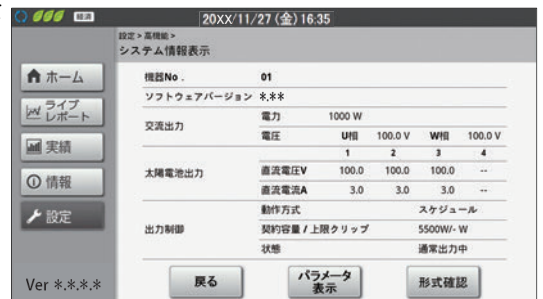 経済 20XX/11/27 (金) 16:35
設定 > 高機能 >
システム情報表示
ホーム
ライブ
レポート
実績
情報
設定
Ver *.*.*.*
機器No. 01
ソフトウェアバージョン *.**
交流出力 電力 1000 W
電圧 U相 100.0 V W相 100.0 V
1 2 3 4
太陽電池出力 直流電圧V 100.0 100.0 100.0 --
直流電流A 3.0 3.0 3.0 --
動作方式 スケジュール
出力制御 契約容量 / 上限クリップ 5500W/- W
状態 通常出力中
戻る
パラメータ
表示
形式確認